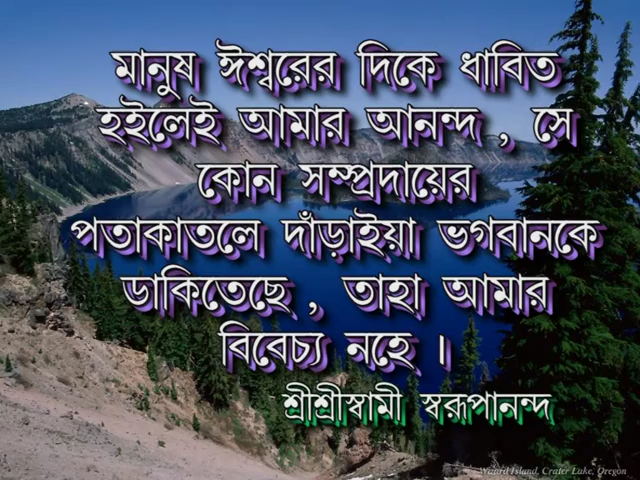 মানুষ ঈশ্বরের দিকে ধাবিত
হইলেই আমার আনন্দ , সে
কোন সম্প্রদায়ের
পতাকাতলে দাঁড়াইয়া ভগবানকে
ডাকিতেছে , তাহা আমার
বিবেচ্য নহে ।
শ্রীশ্রীস্বামী স্বরূপানন্দ
Wizard Island, Crater Lake, Oregon